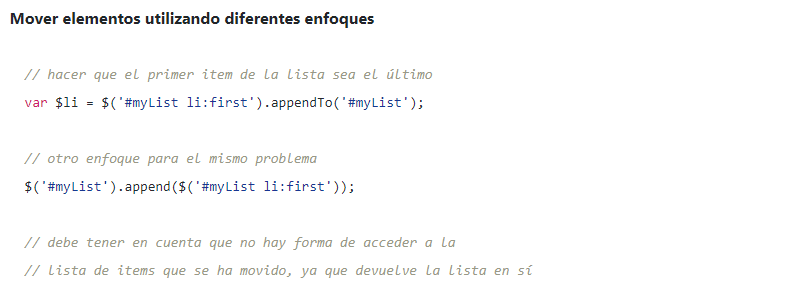 Mover elementos utilizando diferentes enfoques
// hacer que el primer item de la lista sea el último
var $li = $('#myList li:first').appendTo('#myList');
// otro enfoque para el mismo problema
$('#myList').append($('#myList li:first'));
// debe tener en cuenta que no hay forma de acceder a la
// lista de items que se ha movido, ya que devuelve la lista en sí